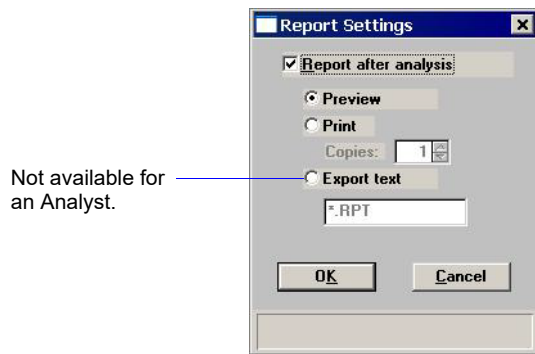 Report Settings
Report after analysis
Preview
Print
Copies: 1
Not available for
an Analyst.
Export text
*.RPT
OK
Cancel